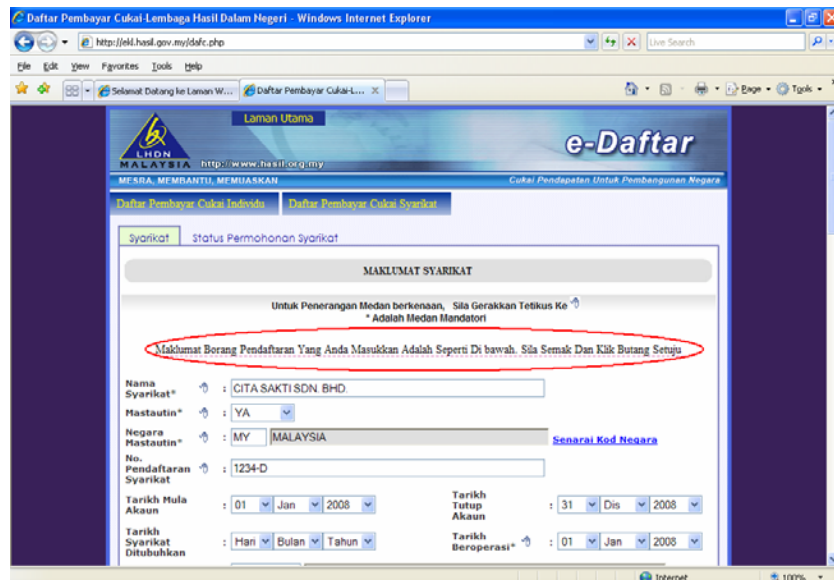 Daftar Pembayar Cukai-Lembaga Hasil Dalam Negeri - Windows Internet Explorer
http://ekl.hasil.gov.my/dafc.php
Live Search
File Edit View Favorites Tools Help
Selamat Datang ke Laman W... Daftar Pembayar Cukai-L... X
Page Tools
Laman Utama
LHDN
MALAYSIA http://www.hasil.org.my
e-Daftar
MESRA, MEMBANTU, MEMUASKAN Cukai Pendapatan Untuk Pembangunan Negara
Daftar Pembayar Cukai Individu Daftar Pembayar Cukai Syarikat
Syarikat Status Permohonan Syarikat
MAKLUMAT SYARIKAT
Untuk Penerangan Medan berkenaan, Sila Gerakkan Tetikus Ke
* Adalah Medan Mandatori
Maklumat Borang Pendaftaran Yang Anda Masukkan Adalah Seperti Di bawah. Sila Semak Dan Klik Butang Setuju
Nama
Syarikat* : CITA SAKTI SDN. BHD.
Mastautin* : YA
Negara
Mastautin* : MY MALAYSIA Senarai Kod Negara
No.
Pendaftaran
Syarikat : 1234-D
Tarikh Mula
Akaun : 01 Jan 2008
Tarikh
Tutup
Akaun : 31 Dis 2008
Tarikh
Syarikat
Ditubuhkan : Hari Bulan Tahun
Tarikh
Beroperasi* : 01 Jan 2008
Internet 100%